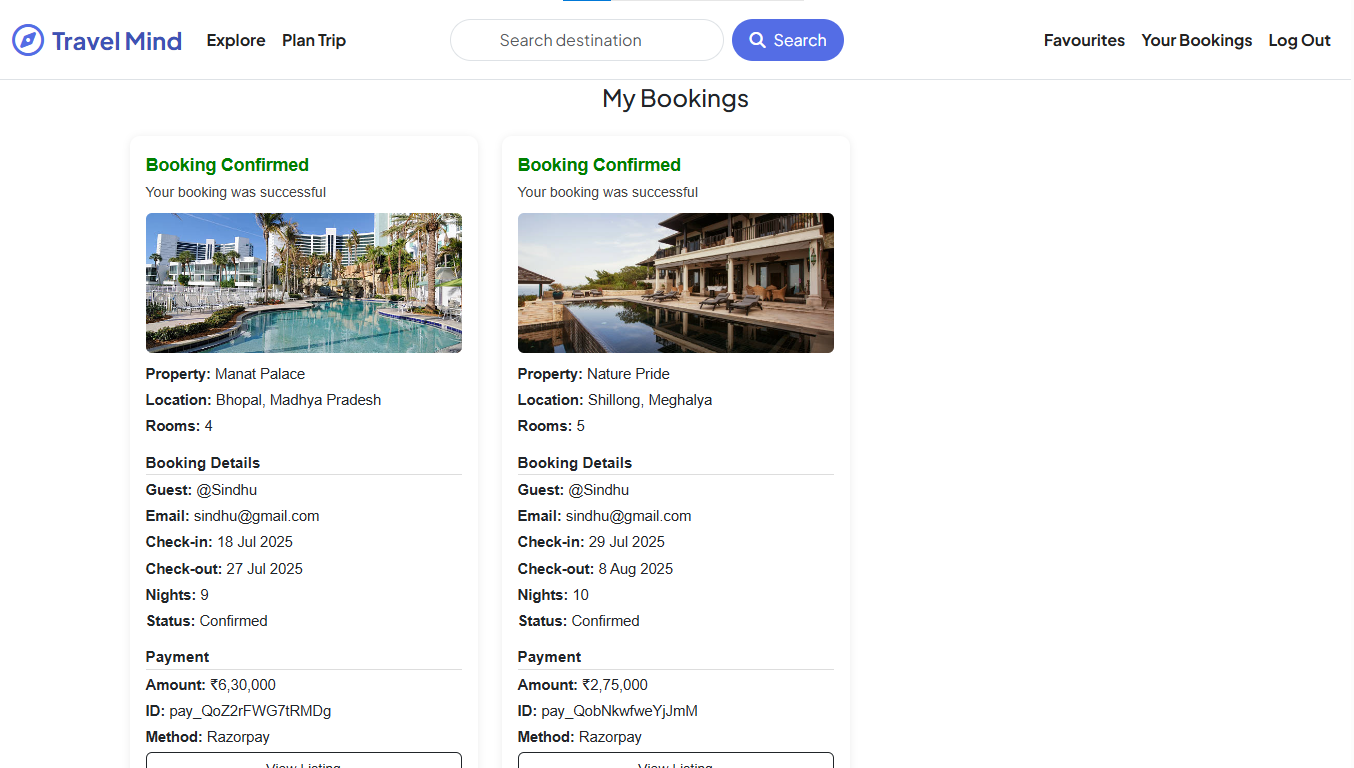 Travel Mind
Explore
Plan Trip
Search destination
Search
Favourites
Your Bookings
Log Out
My Bookings
Booking Confirmed
Your booking was successful
Property: Manat Palace
Location: Bhopal, Madhya Pradesh
Rooms: 4
Booking Details
Guest: @Sindhu
Email: sindhu@gmail.com
Check-in: 18 Jul 2025
Check-out: 27 Jul 2025
Nights: 9
Status: Confirmed
Payment
Amount: ₹6,30,000
ID: pay_QoZ2rFWG7tRMDg
Method: Razorpay
View Listing
Booking Confirmed
Your booking was successful
Property: Nature Pride
Location: Shillong, Meghalya
Rooms: 5
Booking Details
Guest: @Sindhu
Email: sindhu@gmail.com
Check-in: 29 Jul 2025
Check-out: 8 Aug 2025
Nights: 10
Status: Confirmed
Payment
Amount: ₹2,75,000
ID: pay_QobNkwfweYjJmM
Method: Razorpay
View Listing